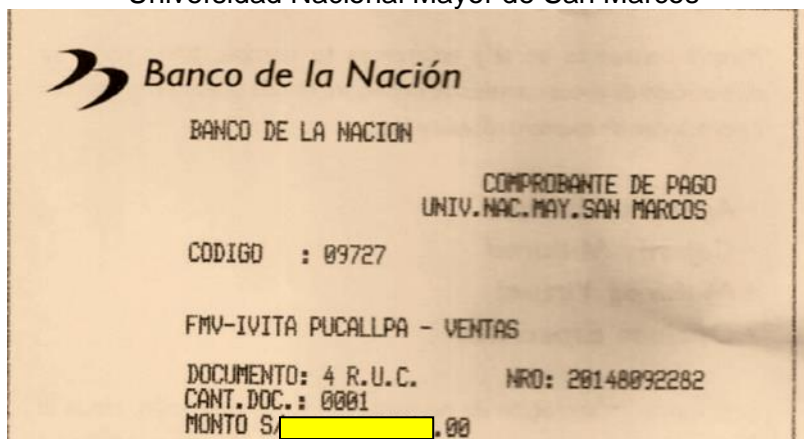 Universidad Nacional Mayor de San Marcos
Banco de la Nación
BANCO DE LA NACION
COMPROBANTE DE PAGO
UNIV.NAC.MAY.SAN MARCOS
CODIGO : 09727
FMV-IVITA PUCALLPA - VENTAS
DOCUMENTO: 4 R.U.C. NRO: 20148092282
CANT.DOC.: 0001
MONTO S/ .00